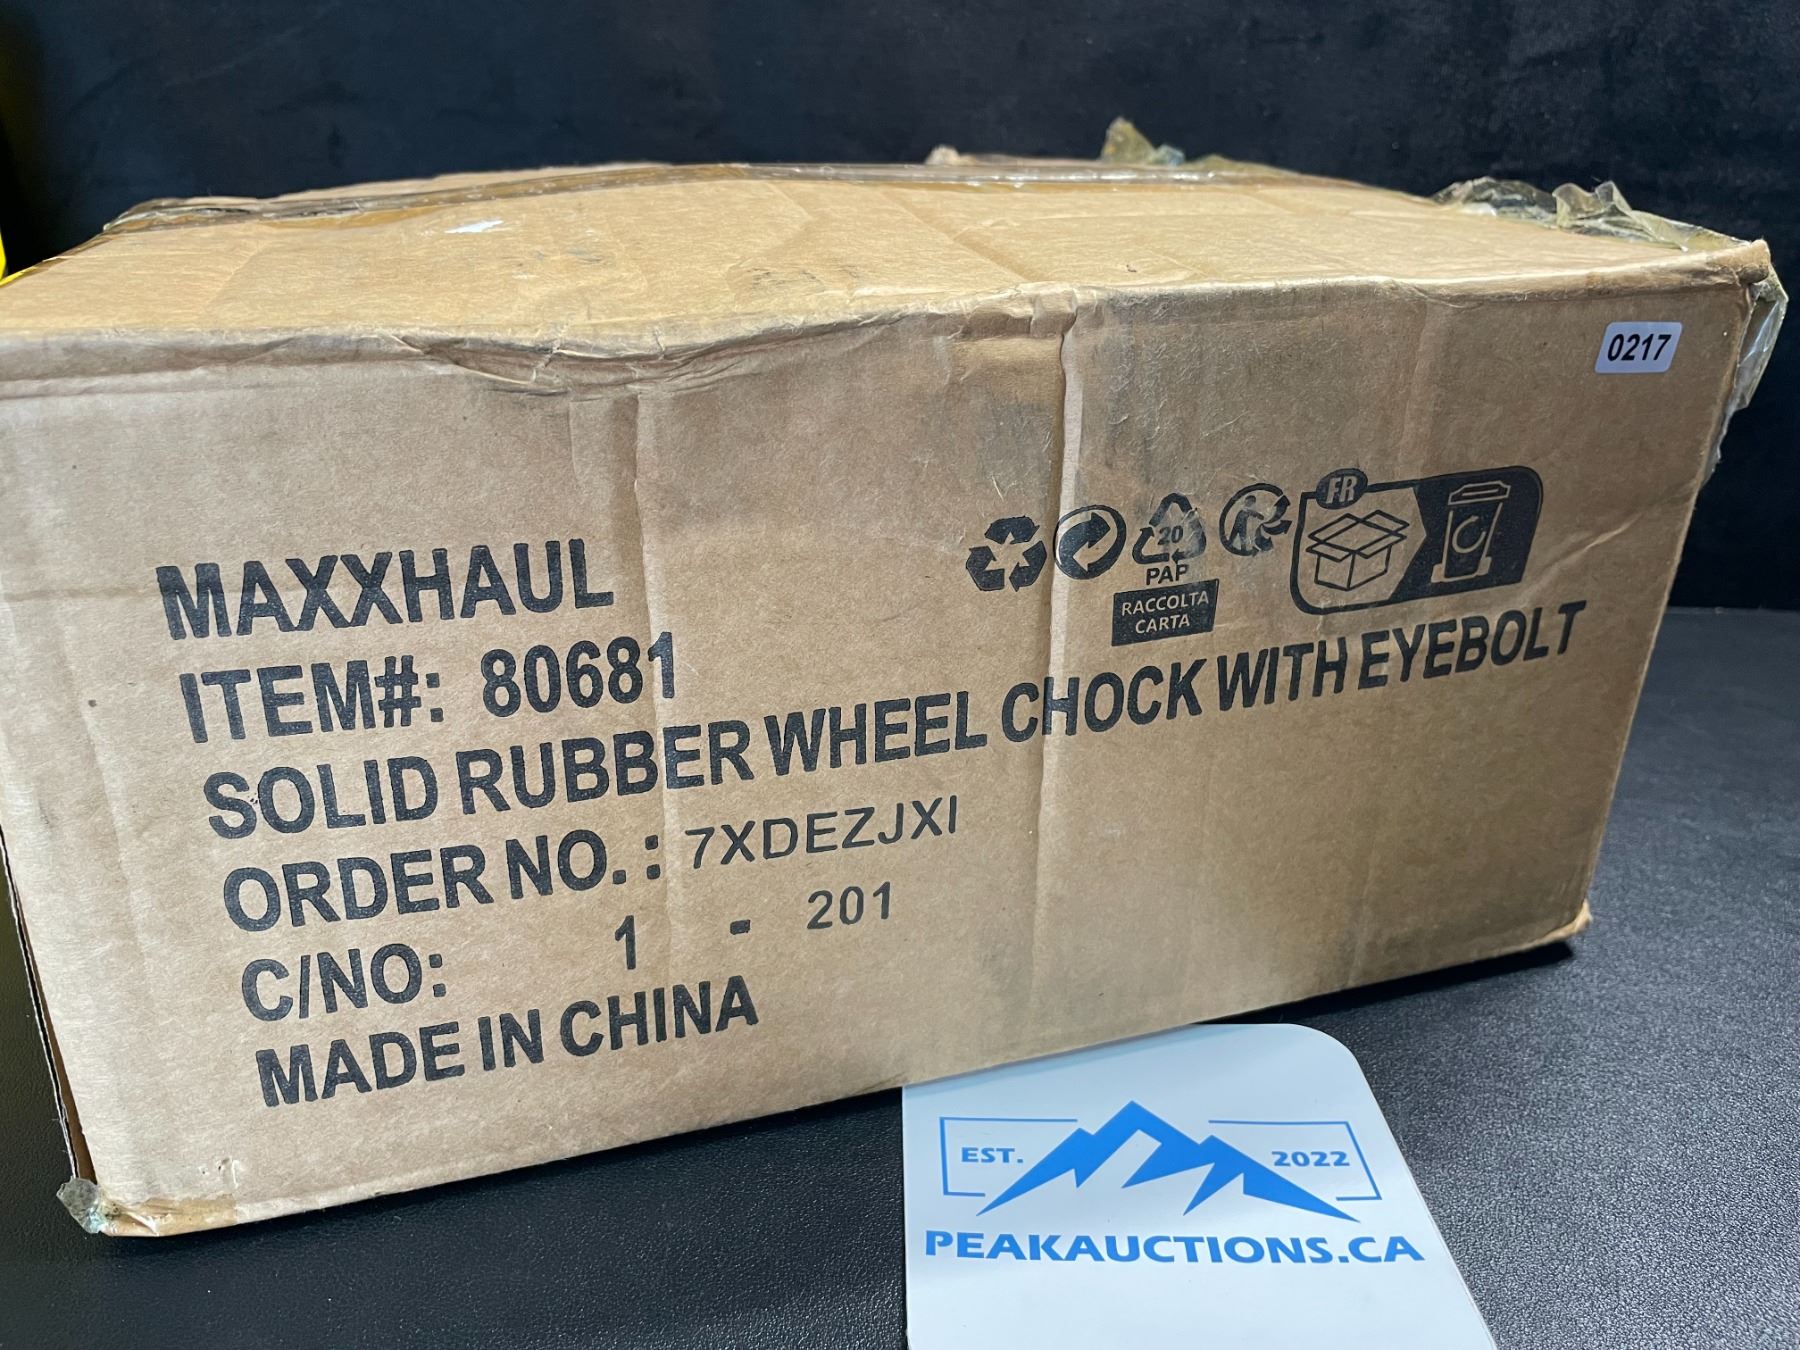 0217
FR
20
PAP
RACCOLTA
CARTA
MAXXHAUL
ITEM#: 80681
SOLID RUBBER WHEEL CHOCK WITH EYEBOLT
ORDER NO.: 7XDEZJXI
C/NO: 1 - 201
MADE IN CHINA
EST. 2022
PEAKAUCTIONS.CA